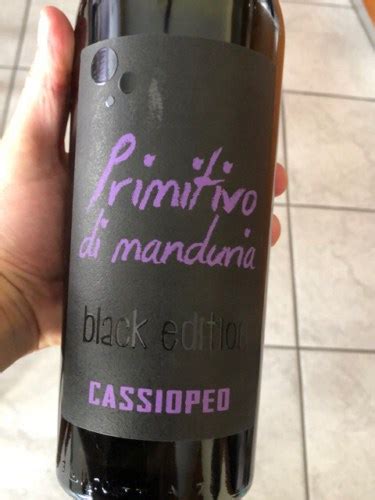 Primitivo
di manduria
black edition
CASSIOPEO